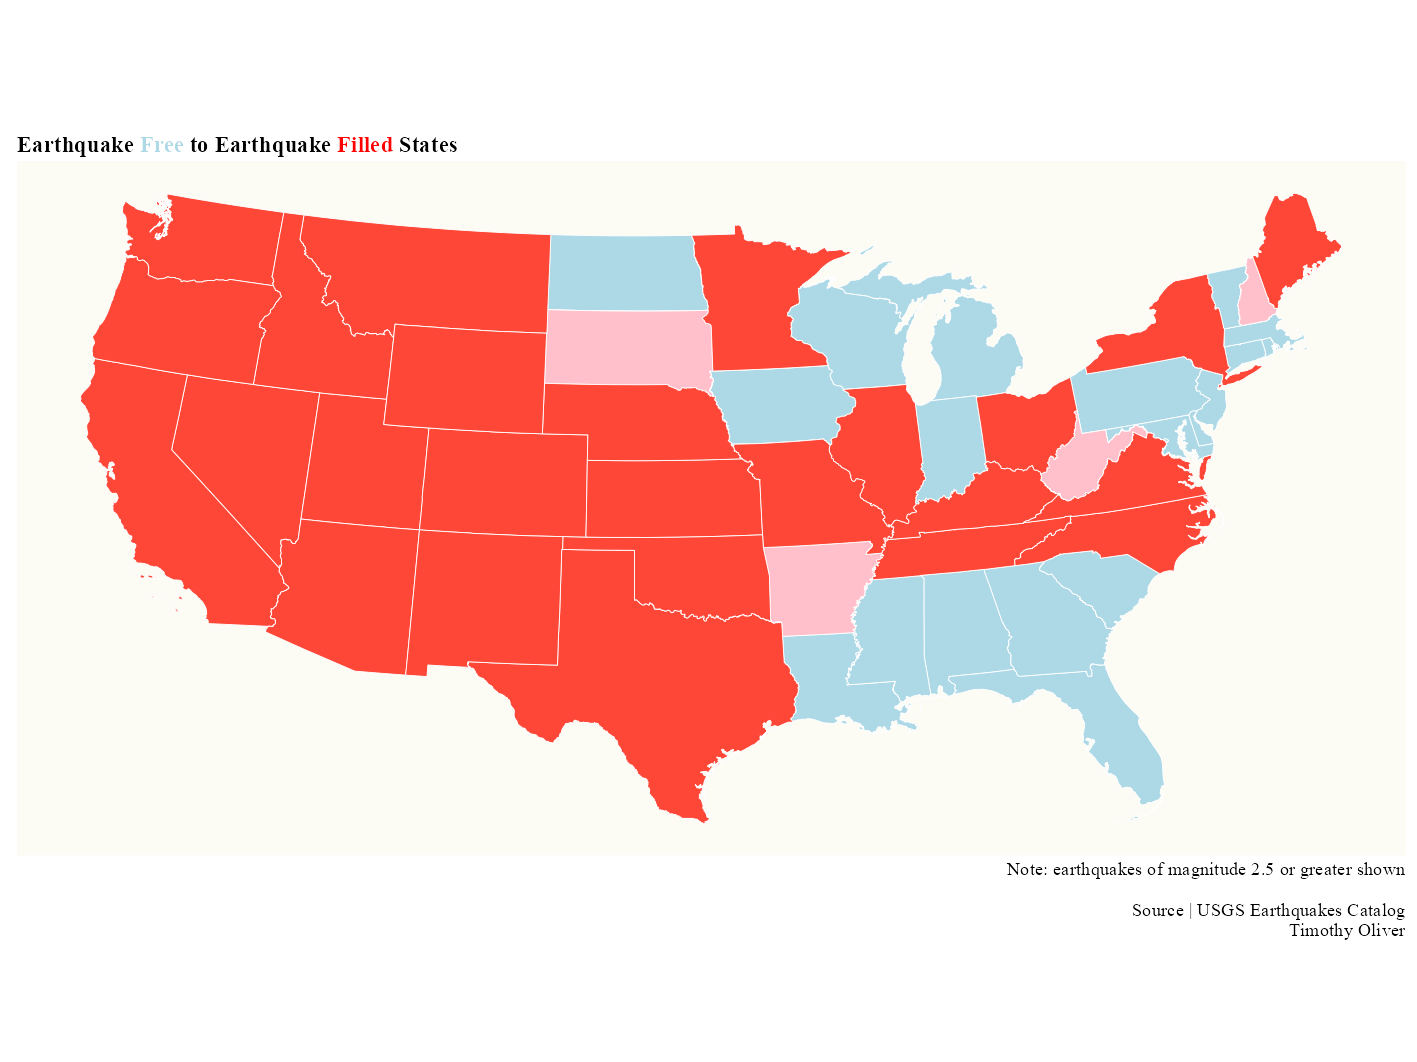 Earthquake Free to Earthquake Filled States
Note: earthquakes of magnitude 2.5 or greater shown
Source | USGS Earthquakes Catalog
Timothy Oliver